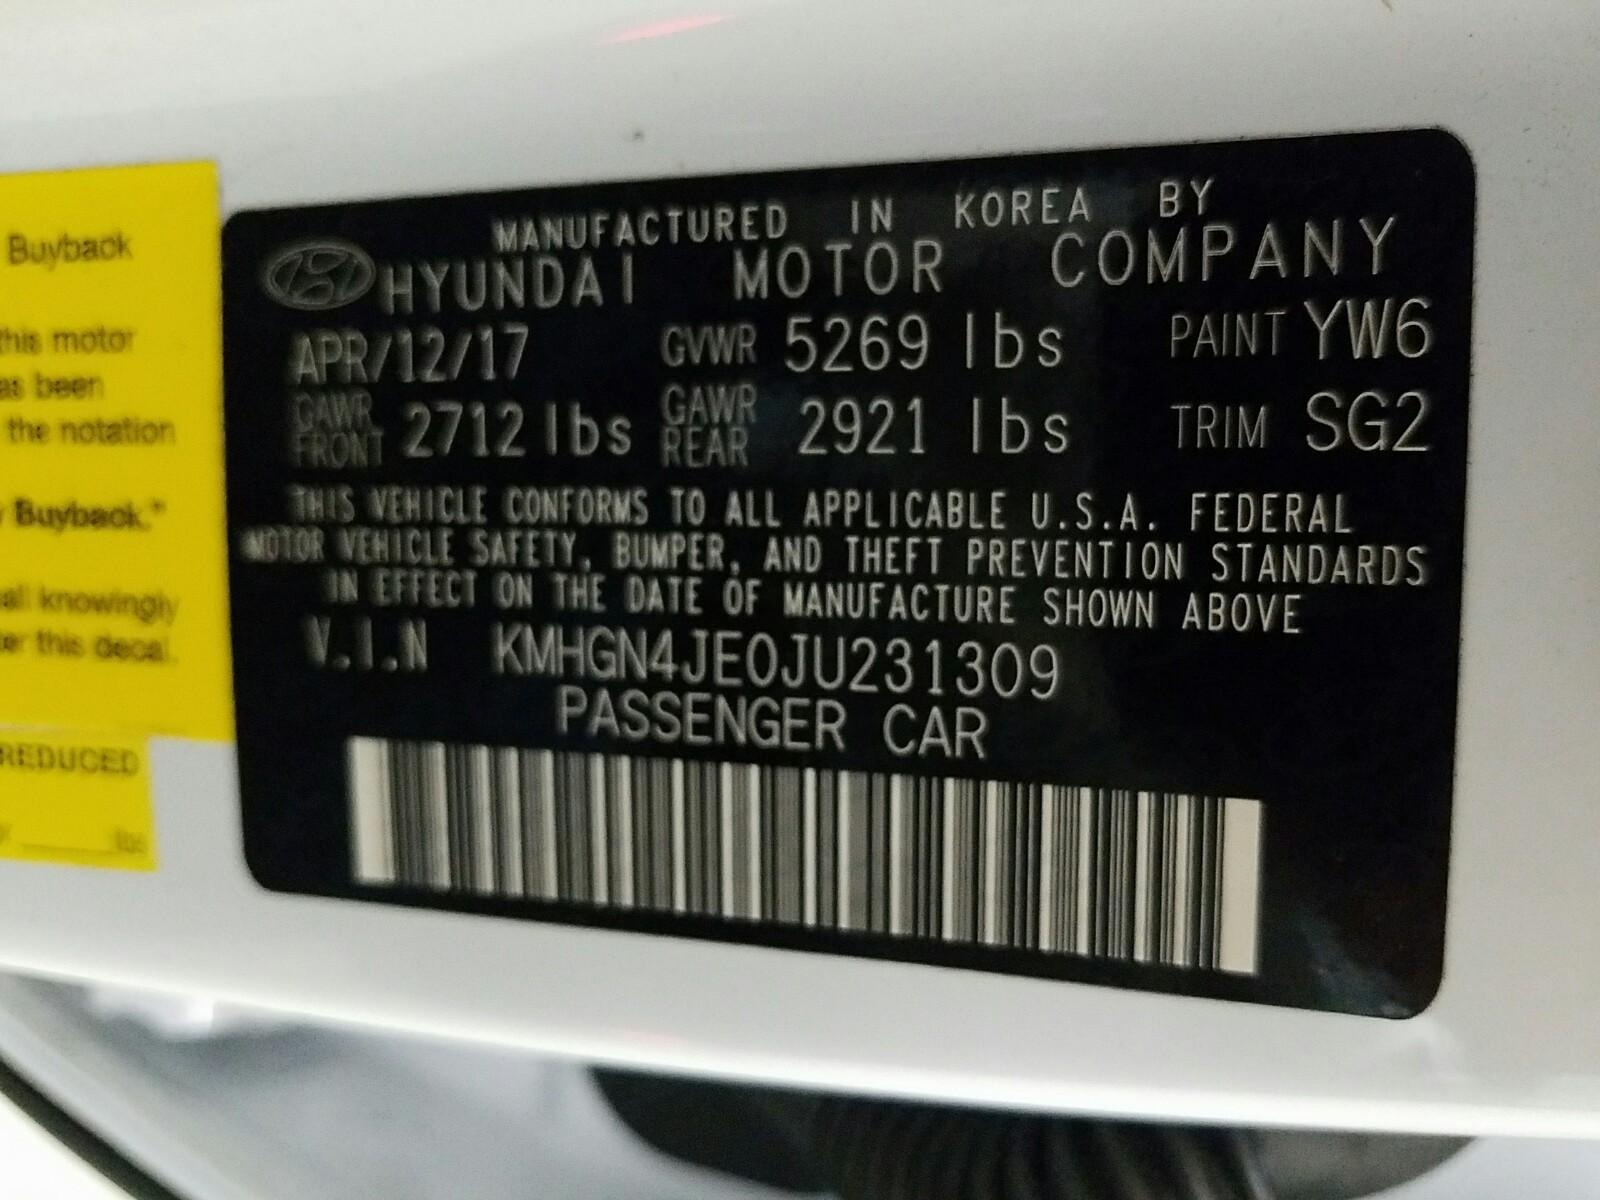 Buyback
this motor
as been
the notation
Buyback."
all knowingly
this decal.
REDUCED
lbs
MANUFACTURED IN KOREA BY
HYUNDAI MOTOR COMPANY
APR/12/17 GVWR 5269 lbs PAINT YW6
GAWR FRONT 2712 lbs GAWR REAR 2921 lbs TRIM SG2
THIS VEHICLE CONFORMS TO ALL APPLICABLE U.S.A. FEDERAL
MOTOR VEHICLE SAFETY, BUMPER, AND THEFT PREVENTION STANDARDS
IN EFFECT ON THE DATE OF MANUFACTURE SHOWN ABOVE
V.I.N KMHGN4JE0JU231309
PASSENGER CAR